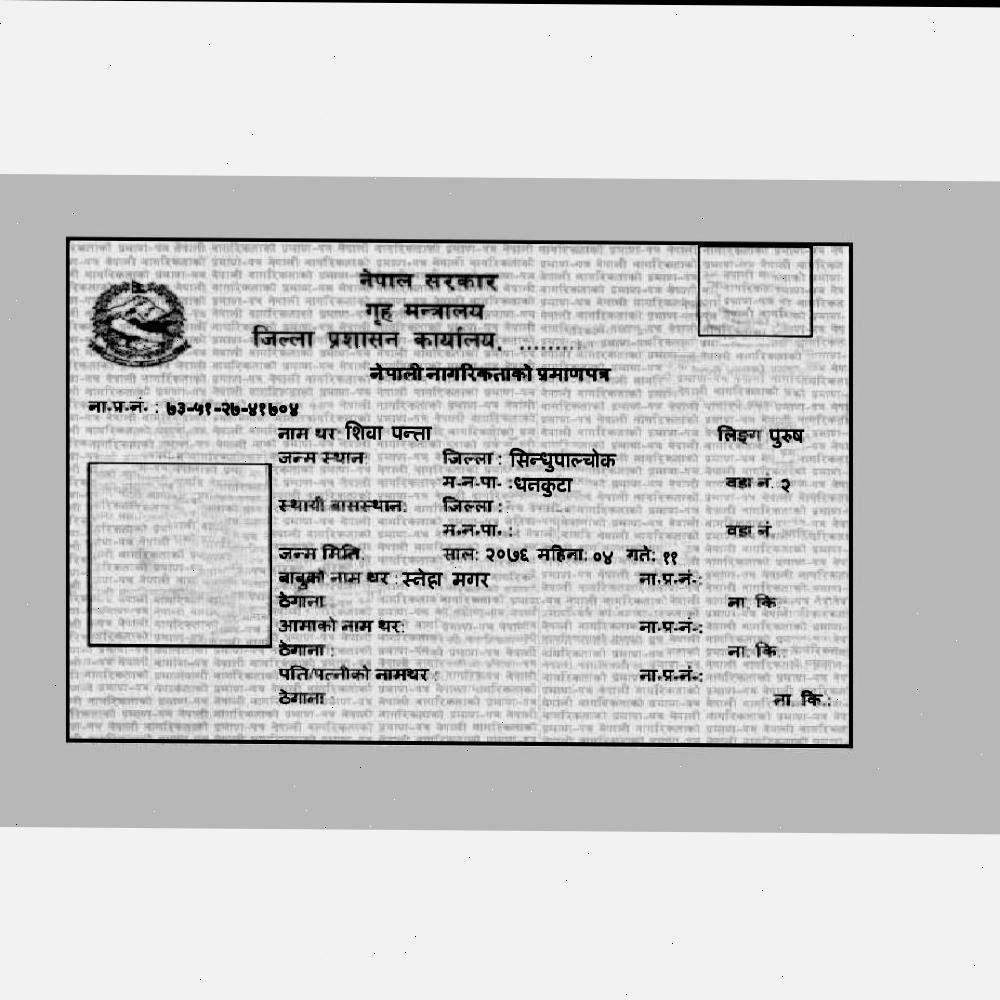 नेपाल सरकार
गृह मन्त्रालय
जिल्ला प्रशासन कार्यालय, .........
नेपाली नागरिकताको प्रमाणपत्र
ना.प्र.नं. : ७३-५१-२७-४१७०४
नाम थर शिवा पन्ता लिङ्ग पुरुष
जन्म स्थान: जिल्ला : सिन्धुपाल्चोक
म.न.पा. :धनकुटा वडा नं. २
स्थायी बासस्थान: जिल्ला :
म.न.पा. : वडा नं
जन्म मिति: साल: २०७६ महिना: ०४ गते: ११
बाबुको नाम थर : स्नेहा मगर ना.प्र.नं.:
ठेगाना ना. कि
आमाको नाम थर: ना.प्र.नं.:
ठेगाना : ना. कि.:
पति/पत्नीको नामथर : ना.प्र.नं.:
ठेगाना : ना. कि.: